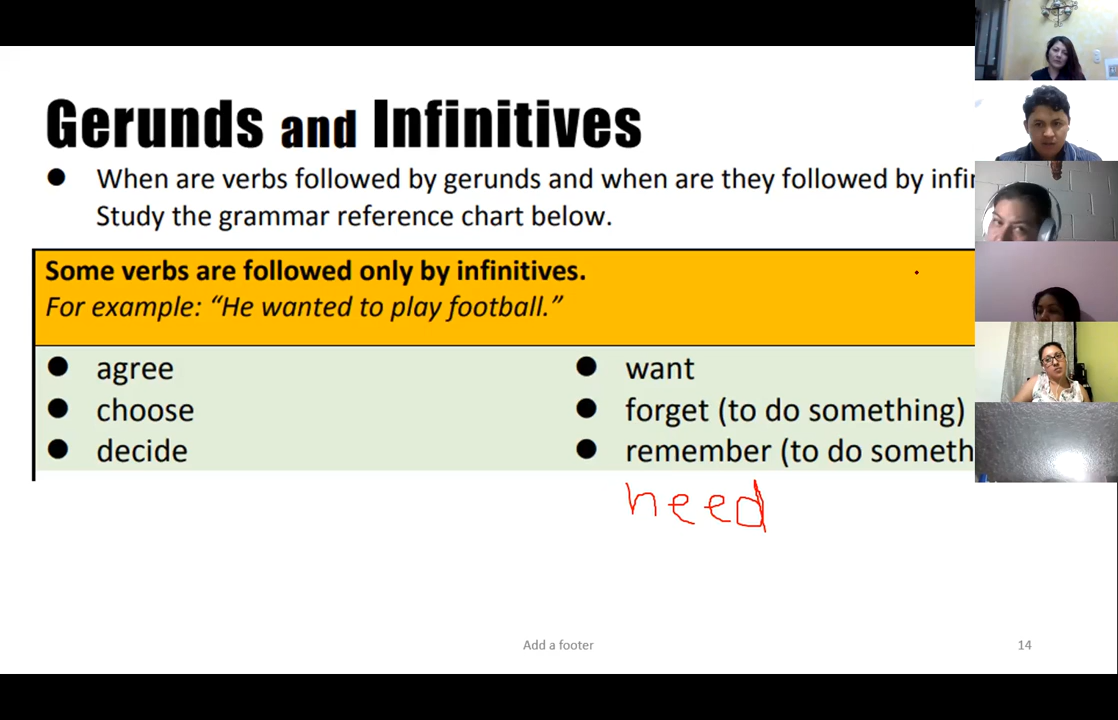 Gerunds and Infinitives
● When are verbs followed by gerunds and when are they followed by
Study the grammar reference chart below.
Some verbs are followed only by infinitives.
For example: “He wanted to play football.”
● agree
● choose
● decide
● want
● forget (to do something)
● remember (to do someth
need
Add a footer
14